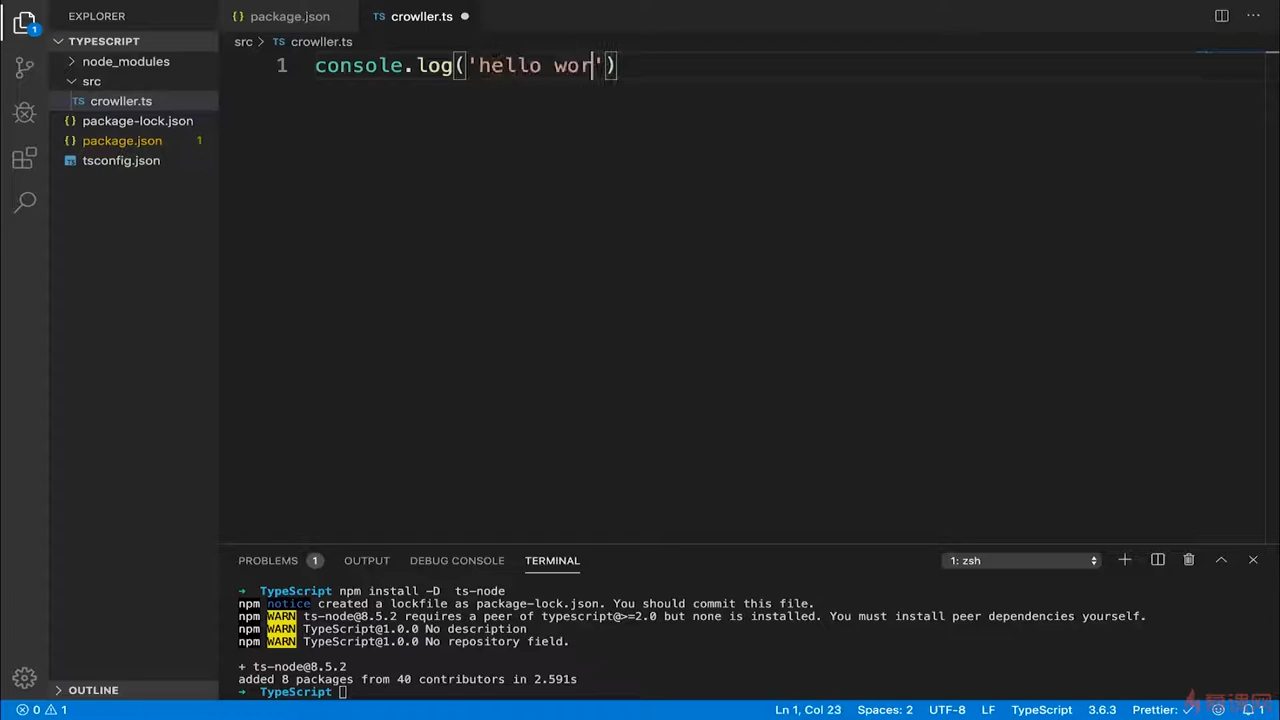 EXPLORER
package.json
TS crowller.ts
TYPESCRIPT
src > crowller.ts
node_modules
1 console.log('hello wor')
src
TS crowller.ts
{} package-lock.json
{} package.json 1
tsconfig.json
PROBLEMS 1 OUTPUT DEBUG CONSOLE TERMINAL 1: zsh
→ TypeScript npm install -D ts-node
npm notice created a lockfile as package-lock.json. You should commit this file.
npm WARN ts-node@8.5.2 requires a peer of typescript@>=2.0 but none is installed. You must install peer dependencies yourself.
npm WARN TypeScript@1.0.0 No description
npm WARN TypeScript@1.0.0 No repository field.
+ ts-node@8.5.2
added 8 packages from 40 contributors in 2.591s
→ TypeScript
OUTLINE
0 1 Ln 1, Col 23 Spaces: 2 UTF-8 LF TypeScript 3.6.3 Prettier: ✓ 1
慕课网